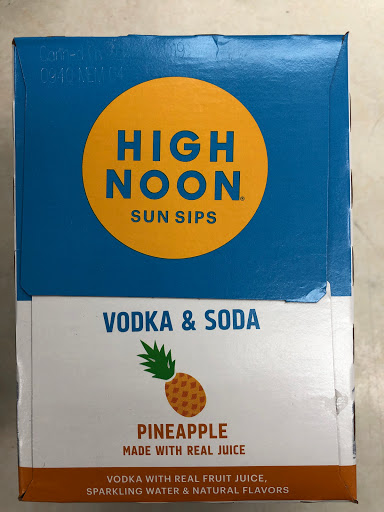 HIGH
NOON®
SUN SIPS
VODKA & SODA
PINEAPPLE
MADE WITH REAL JUICE
VODKA WITH REAL FRUIT JUICE,
SPARKLING WATER & NATURAL FLAVORS